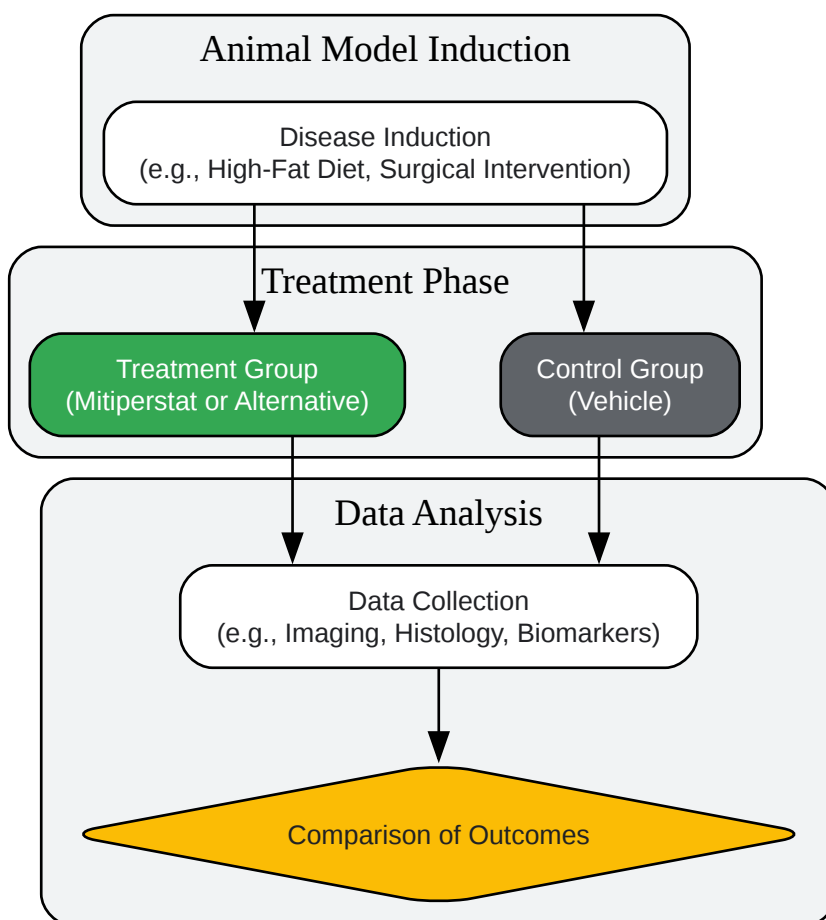 Animal Model Induction
Disease Induction
(e.g., High-Fat Diet, Surgical Intervention)
Treatment Phase
Treatment Group
(Mitiperstat or Alternative)
Control Group
(Vehicle)
Data Analysis
Data Collection
(e.g., Imaging, Histology, Biomarkers)
Comparison of Outcomes